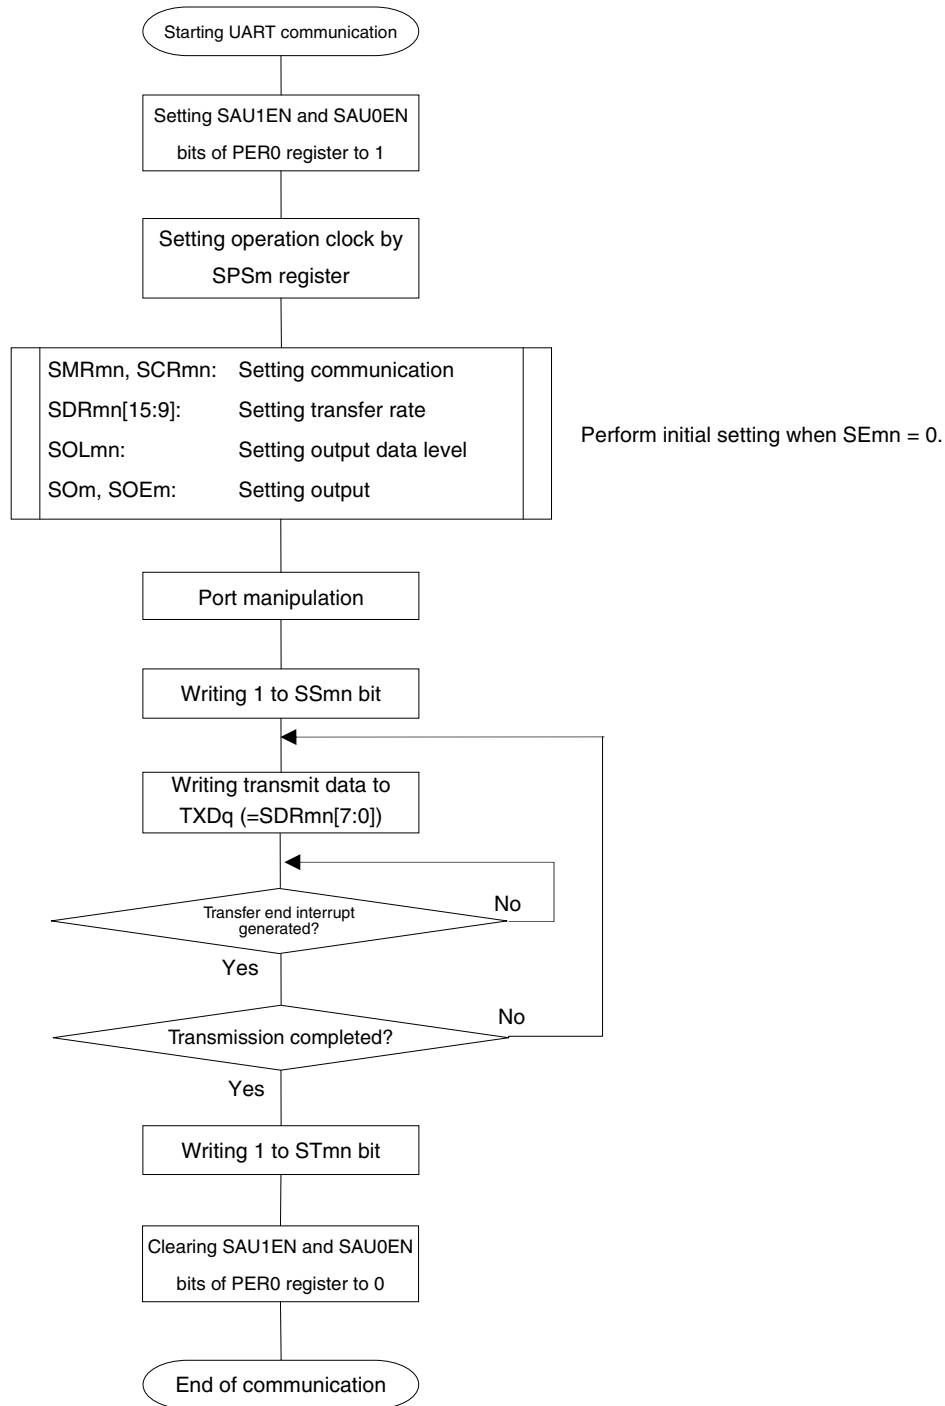 Starting UART communication
Setting SAU1EN and SAU0EN
bits of PER0 register to 1
Setting operation clock by
SPSm register
SMRmn, SCRmn: Setting communication
SDRmn[15:9]: Setting transfer rate
SOLmn: Setting output data level
SOm, SOEm: Setting output
Perform initial setting when SEmn = 0.
Port manipulation
Writing 1 to SSmn bit
Writing transmit data to
TXDq (=SDRmn[7:0])
Transfer end interrupt
generated?
No
Yes
Transmission completed?
No
Yes
Writing 1 to STmn bit
Clearing SAU1EN and SAU0EN
bits of PER0 register to 0
End of communication